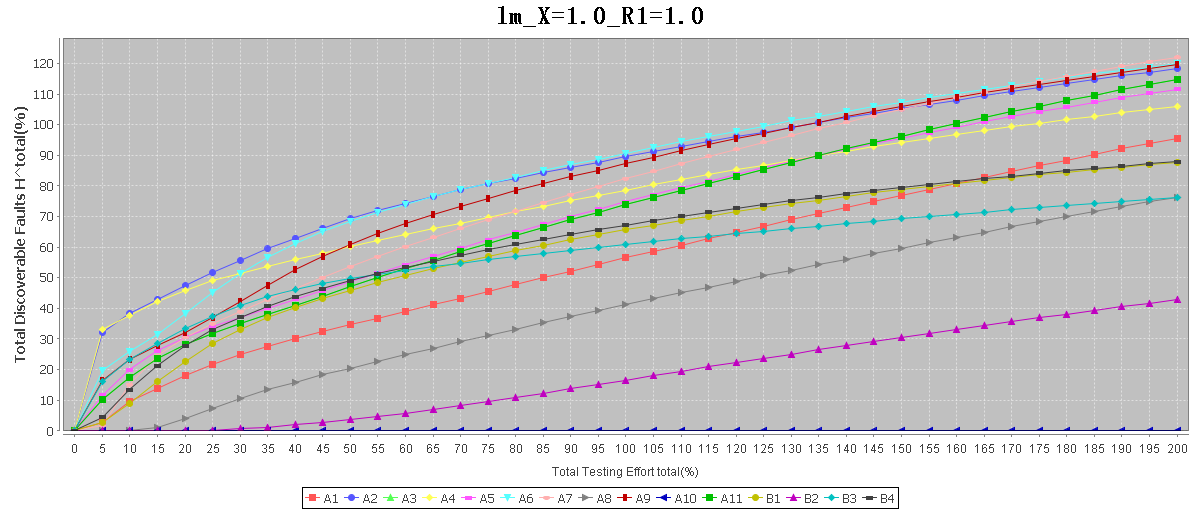 lm_X=1.0_R1=1.0
Total Discoverable Faults H^total(%)
120
110
100
90
80
70
60
50
40
30
20
10
0
0 5 10 15 20 25 30 35 40 45 50 55 60 65 70 75 80 85 90 95 100 105 110 115 120 125 130 135 140 145 150 155 160 165 170 175 180 185 190 195 200
Total Testing Effort total(%)
A1 A2 A3 A4 A5 A6 A7 A8 A9 A10 A11 B1 B2 B3 B4